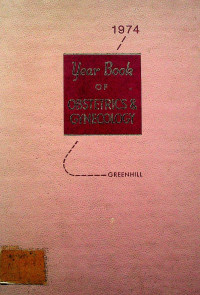 1974
Year Book
OF
OBSTETRICS &
GYNECOLOGY
GREENHILL